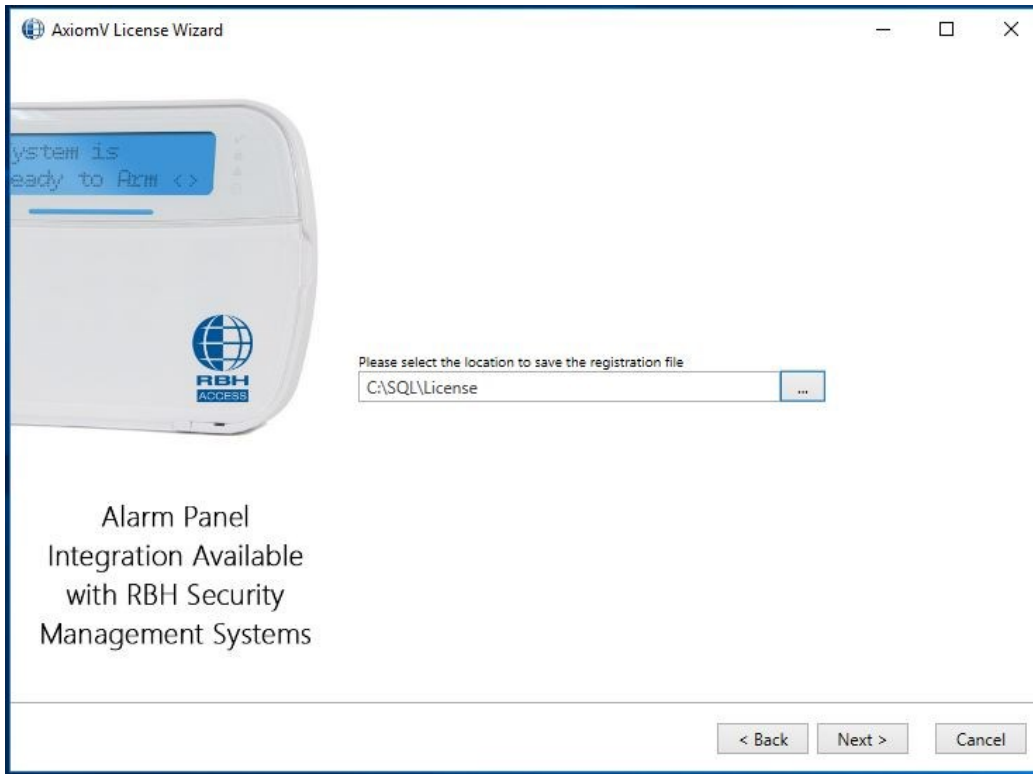 AxiomV License Wizard
ystem is
eady to Arm <>
RBH
ACCESS
Please select the location to save the registration file
C:\SQL\License
...
Alarm Panel
Integration Available
with RBH Security
Management Systems
< Back
Next >
Cancel